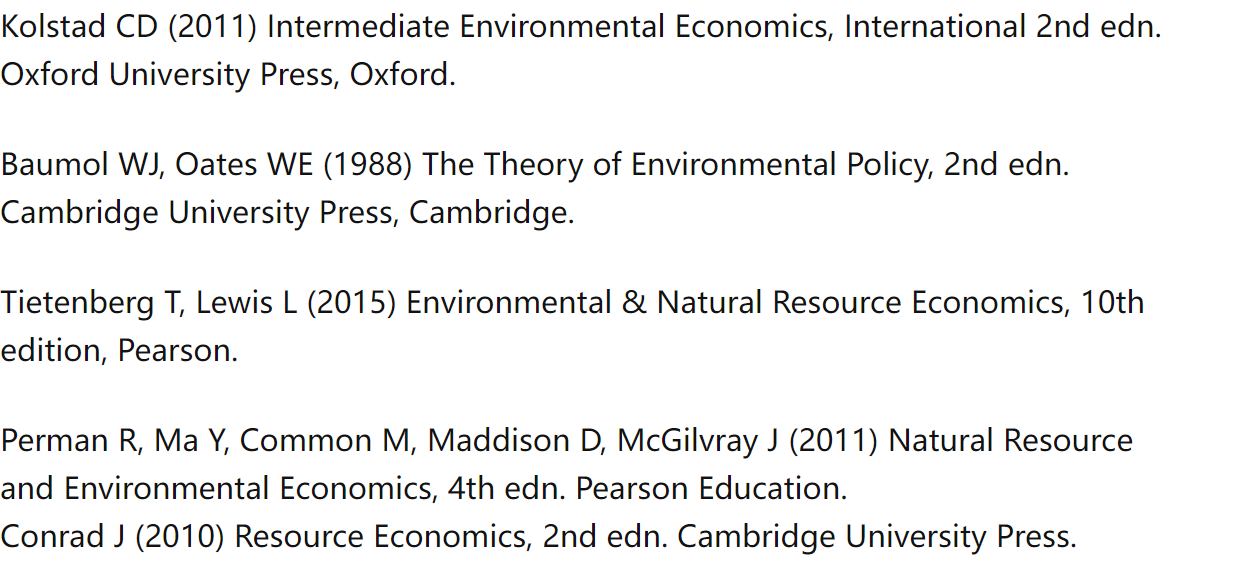 Kolstad CD (2011) Intermediate Environmental Economics, International 2nd edn.
Oxford University Press, Oxford.
Baumol WJ, Oates WE (1988) The Theory of Environmental Policy, 2nd edn.
Cambridge University Press, Cambridge.
Tietenberg T, Lewis L (2015) Environmental & Natural Resource Economics, 10th
edition, Pearson.
Perman R, Ma Y, Common M, Maddison D, McGilvray J (2011) Natural Resource
and Environmental Economics, 4th edn. Pearson Education.
Conrad J (2010) Resource Economics, 2nd edn. Cambridge University Press.